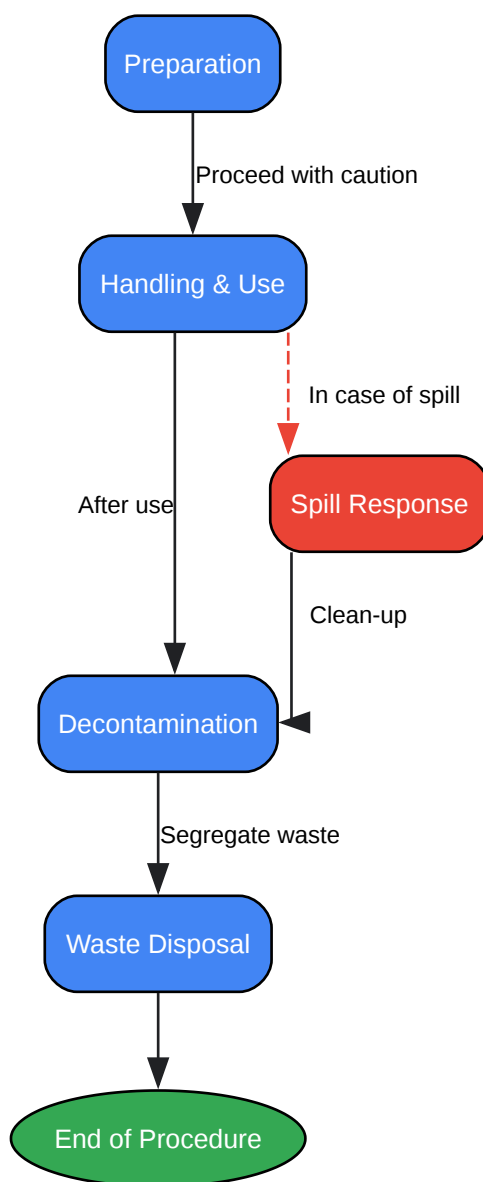 Preparation
Proceed with caution
Handling & Use
In case of spill
After use
Spill Response
Clean-up
Decontamination
Segregate waste
Waste Disposal
End of Procedure